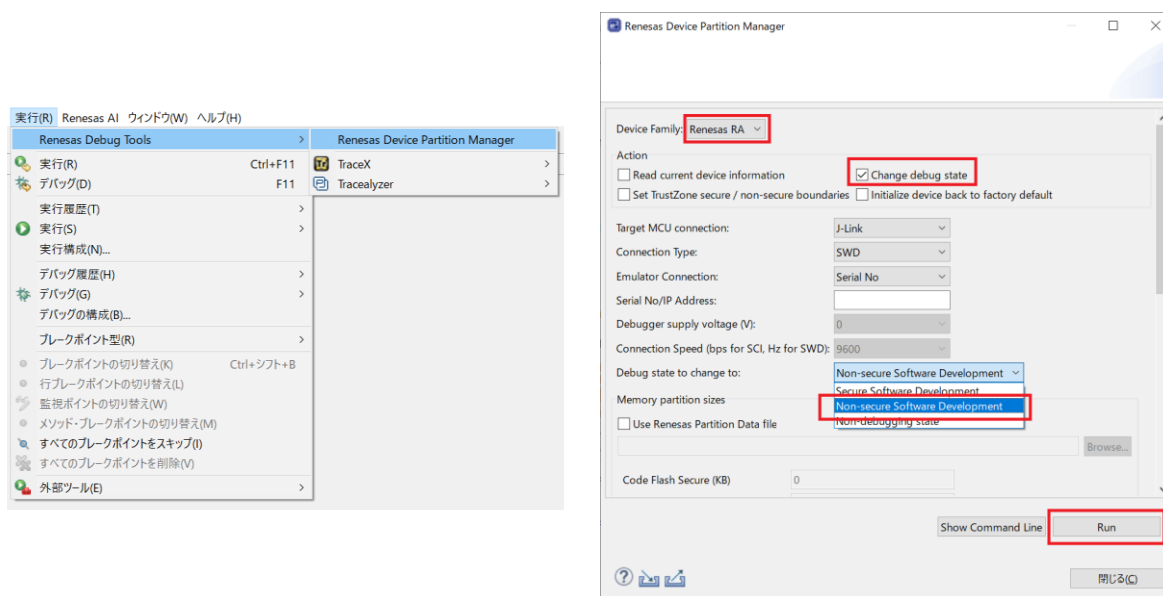 実行(R) Renesas AI ウィンドウ(W) ヘルプ(H)
Renesas Debug Tools >
実行(R) Ctrl+F11
デバッグ(D) F11
実行履歴(T) >
実行(S) >
実行構成(N)...
デバッグ履歴(H) >
デバッグ(G) >
デバッグの構成(B)...
ブレークポイント型(R) >
ブレークポイントの切り替え(K) Ctrl+シフト+B
行ブレークポイントの切り替え(L)
監視ポイントの切り替え(W)
メソッド・ブレークポイントの切り替え(M)
すべてのブレークポイントをスキップ(I)
すべてのブレークポイントを削除(V)
外部ツール(E) >
Renesas Device Partition Manager
TraceX >
Tracealyzer >
Renesas Device Partition Manager
Device Family: Renesas RA
Action
Read current device information Change debug state
Set TrustZone secure / non-secure boundaries Initialize device back to factory default
Target MCU connection: J-Link
Connection Type: SWD
Emulator Connection: Serial No
Serial No/IP Address:
Debugger supply voltage (V): 0
Connection Speed (bps for SCI, Hz for SWD): 9600
Debug state to change to: Non-secure Software Development
Secure Software Development
Non-secure Software Development
Non-debugging state
Memory partition sizes
Use Renesas Partition Data file
Browse...
Code Flash Secure (KB) 0
Show Command Line Run
閉じる(C)